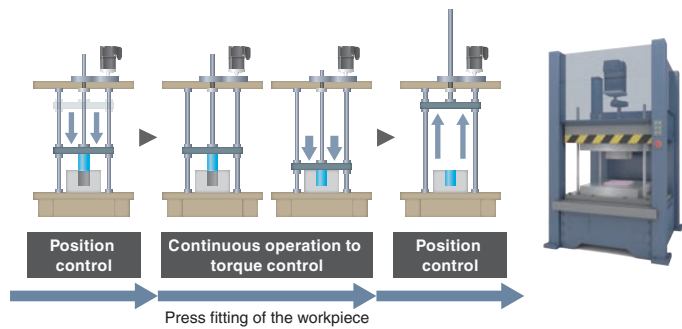 Position
control
Continuous operation to
torque control
Position
control
Press fitting of the workpiece